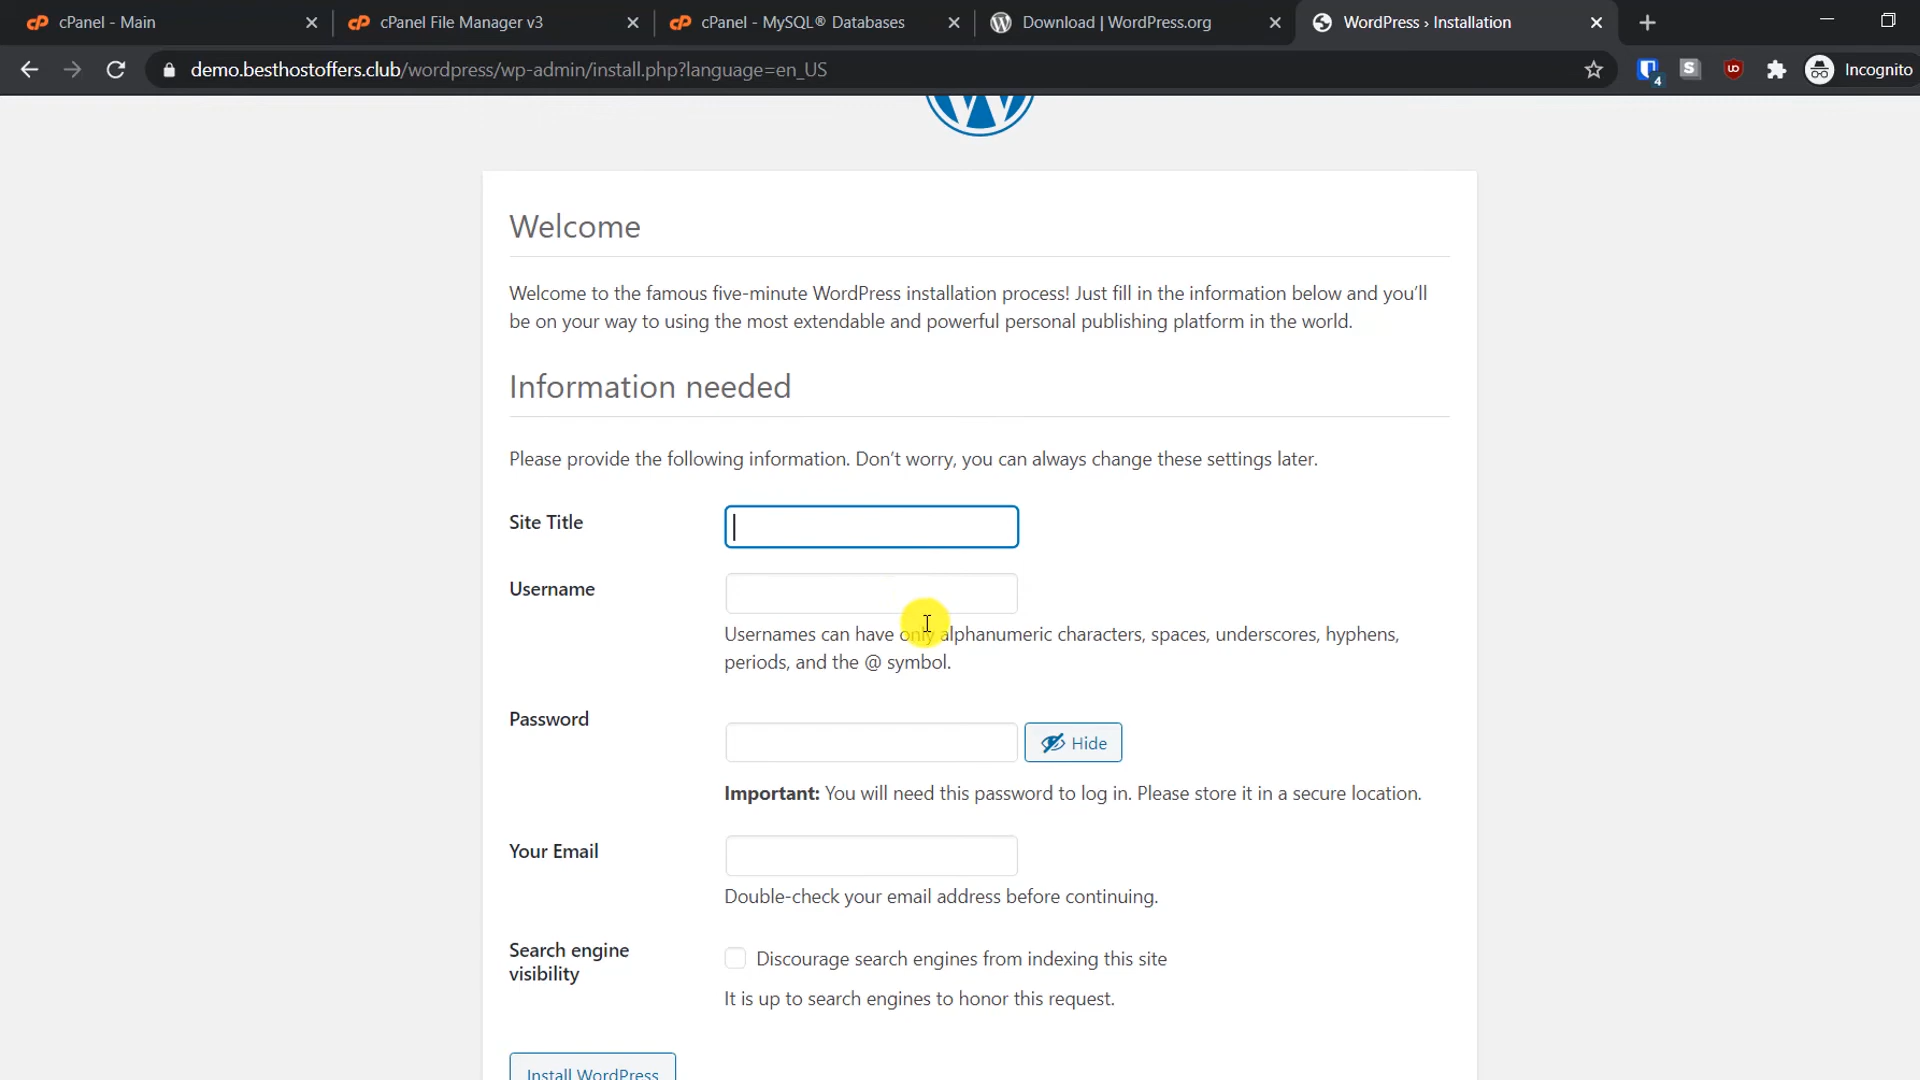 cPanel - Main
cPanel File Manager v3
cPanel - MySQL® Databases
Download | WordPress.org
WordPress › Installation
demo.besthostoffers.club/wordpress/wp-admin/install.php?language=en_US
4
S
Incognito
Welcome
Welcome to the famous five-minute WordPress installation process! Just fill in the information below and you’ll
be on your way to using the most extendable and powerful personal publishing platform in the world.
Information needed
Please provide the following information. Don’t worry, you can always change these settings later.
Site Title
Username
Usernames can have only alphanumeric characters, spaces, underscores, hyphens,
periods, and the @ symbol.
Password
Hide
Important: You will need this password to log in. Please store it in a secure location.
Your Email
Double-check your email address before continuing.
Search engine
visibility
Discourage search engines from indexing this site
It is up to search engines to honor this request.
Install WordPress